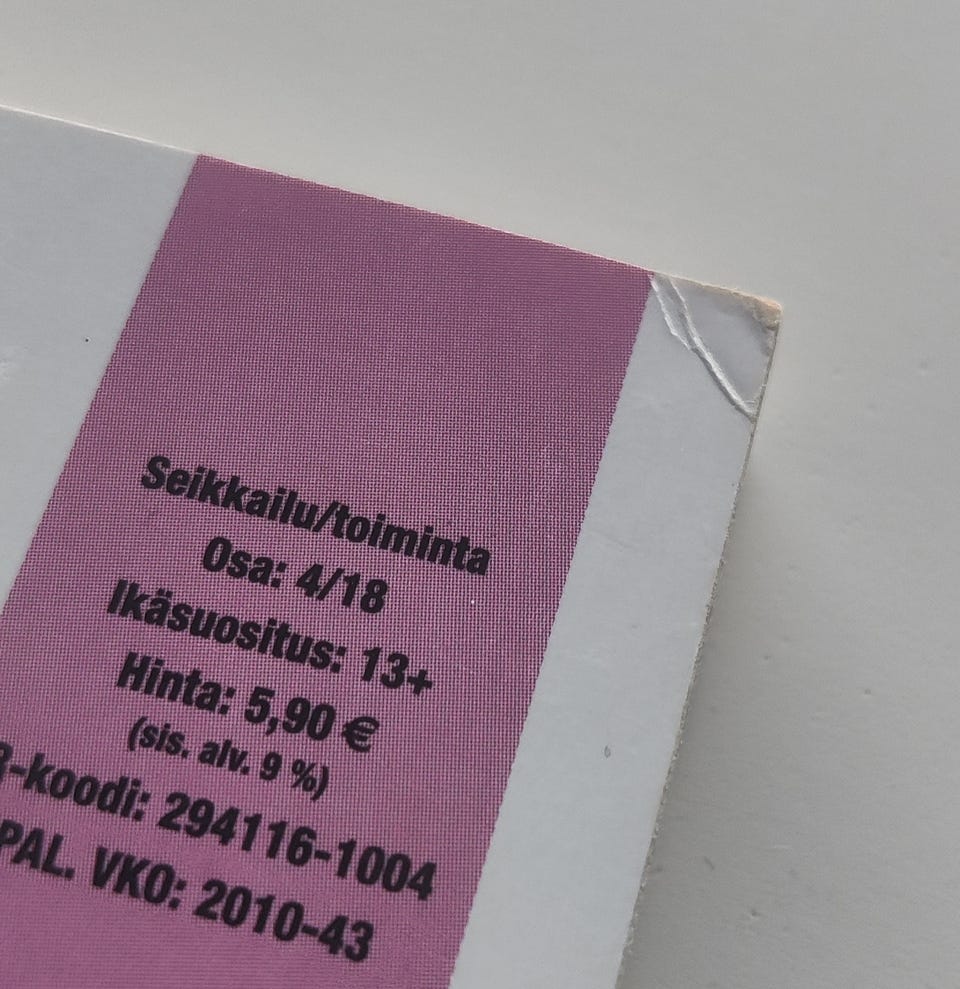 Seikkailu/toiminta
Osa: 4/18
Ikäsuositus: 13+
Hinta: 5,90 €
(sis. alv. 9 %)
R-koodi: 294116-1004
PAL. VKO: 2010-43